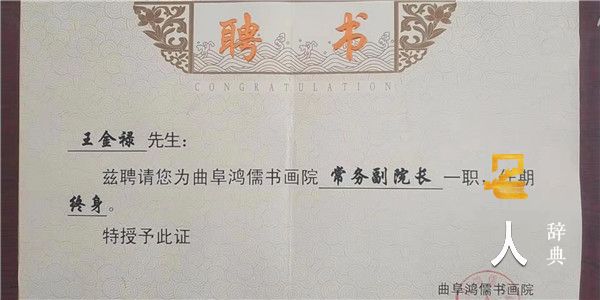 聘书
CONGRATULATION
王金禄 先生：
兹聘请您为曲阜鸿儒书画院 常务副院长 一职，任期
终身。
特授予此证
曲阜鸿儒书画院
名人辞典